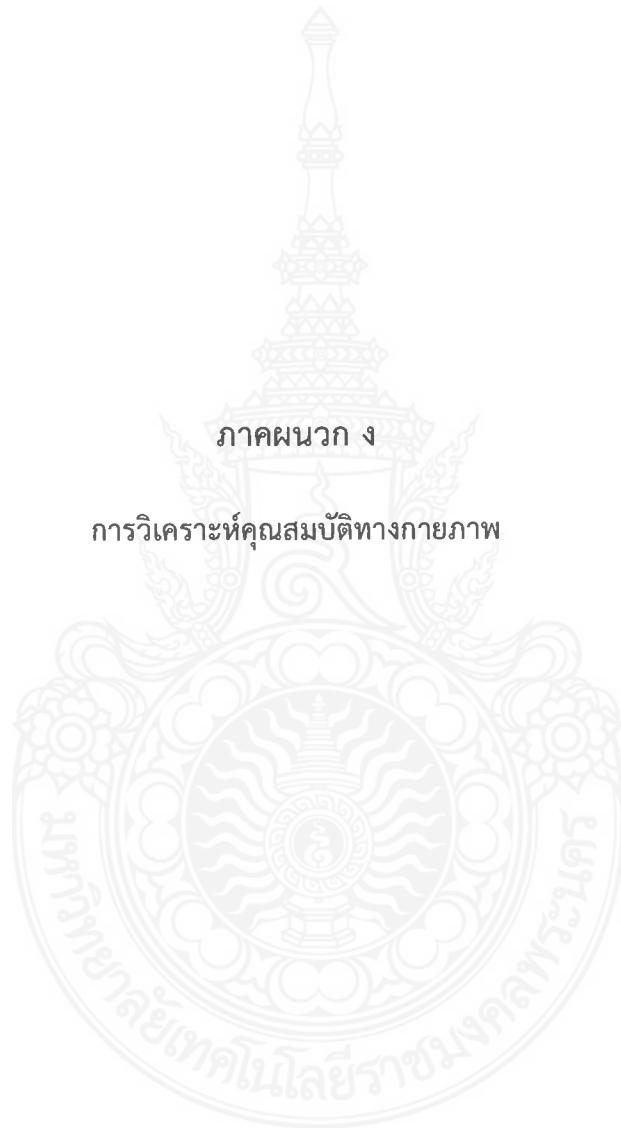 ภาคผนวก ง
การวิเคราะห์คุณสมบัติทางกายภาพ
มหาวิทยาลัยเทคโนโลยีราชมงคลพระนคร